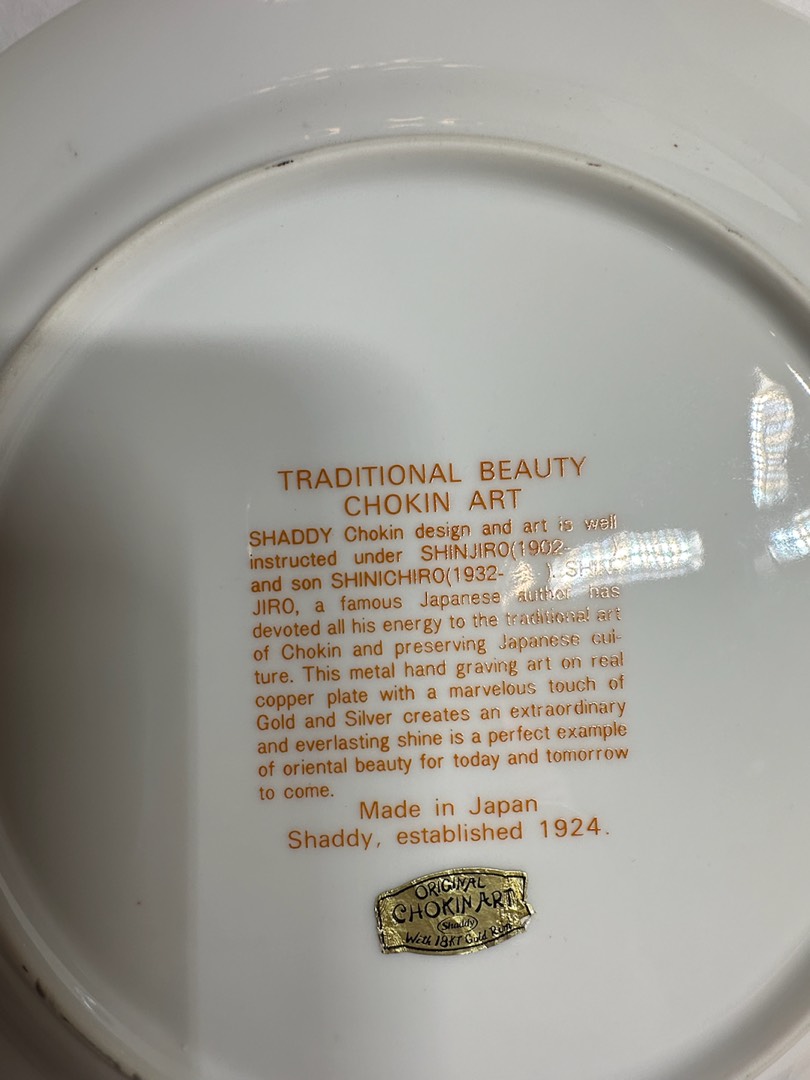 TRADITIONAL BEAUTY
CHOKIN ART
SHADDY Chokin design and art is well
instructed under SHINJIRO(1902- )
and son SHINICHIRO(1932- ). SHIN-
JIRO, a famous Japanese author has
devoted all his energy to the traditional art
of Chokin and preserving Japanese cul-
ture. This metal hand graving art on real
copper plate with a marvelous touch of
Gold and Silver creates an extraordinary
and everlasting shine is a perfect example
of oriental beauty for today and tomorrow
to come.
Made in Japan
Shaddy, established 1924.
ORIGINAL
CHOKIN ART
Shaddy
With 18KT Gold Rim